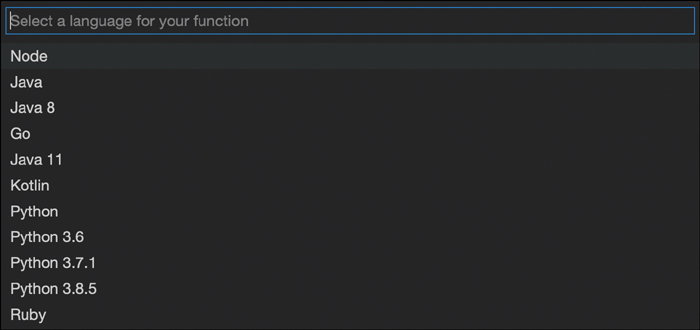 Select a language for your function
Node
Java
Java 8
Go
Java 11
Kotlin
Python
Python 3.6
Python 3.7.1
Python 3.8.5
Ruby